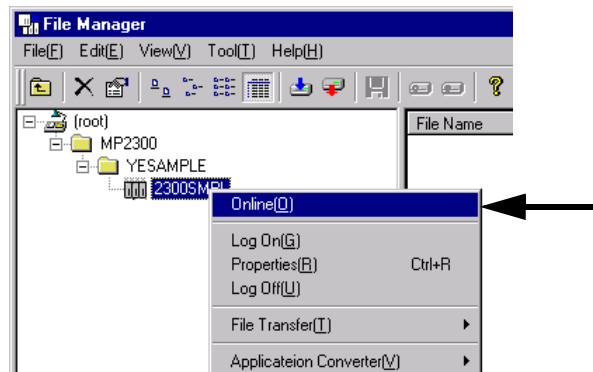 File Manager
File(F) Edit(E) View(V) Tool(T) Help(H)
(root)
MP2300
YESAMPLE
2300SMPL
File Name
Online(O)
Log On(G)
Properties(R) Ctrl+R
Log Off(U)
File Transfer(T)
Applicateion Converter(V)